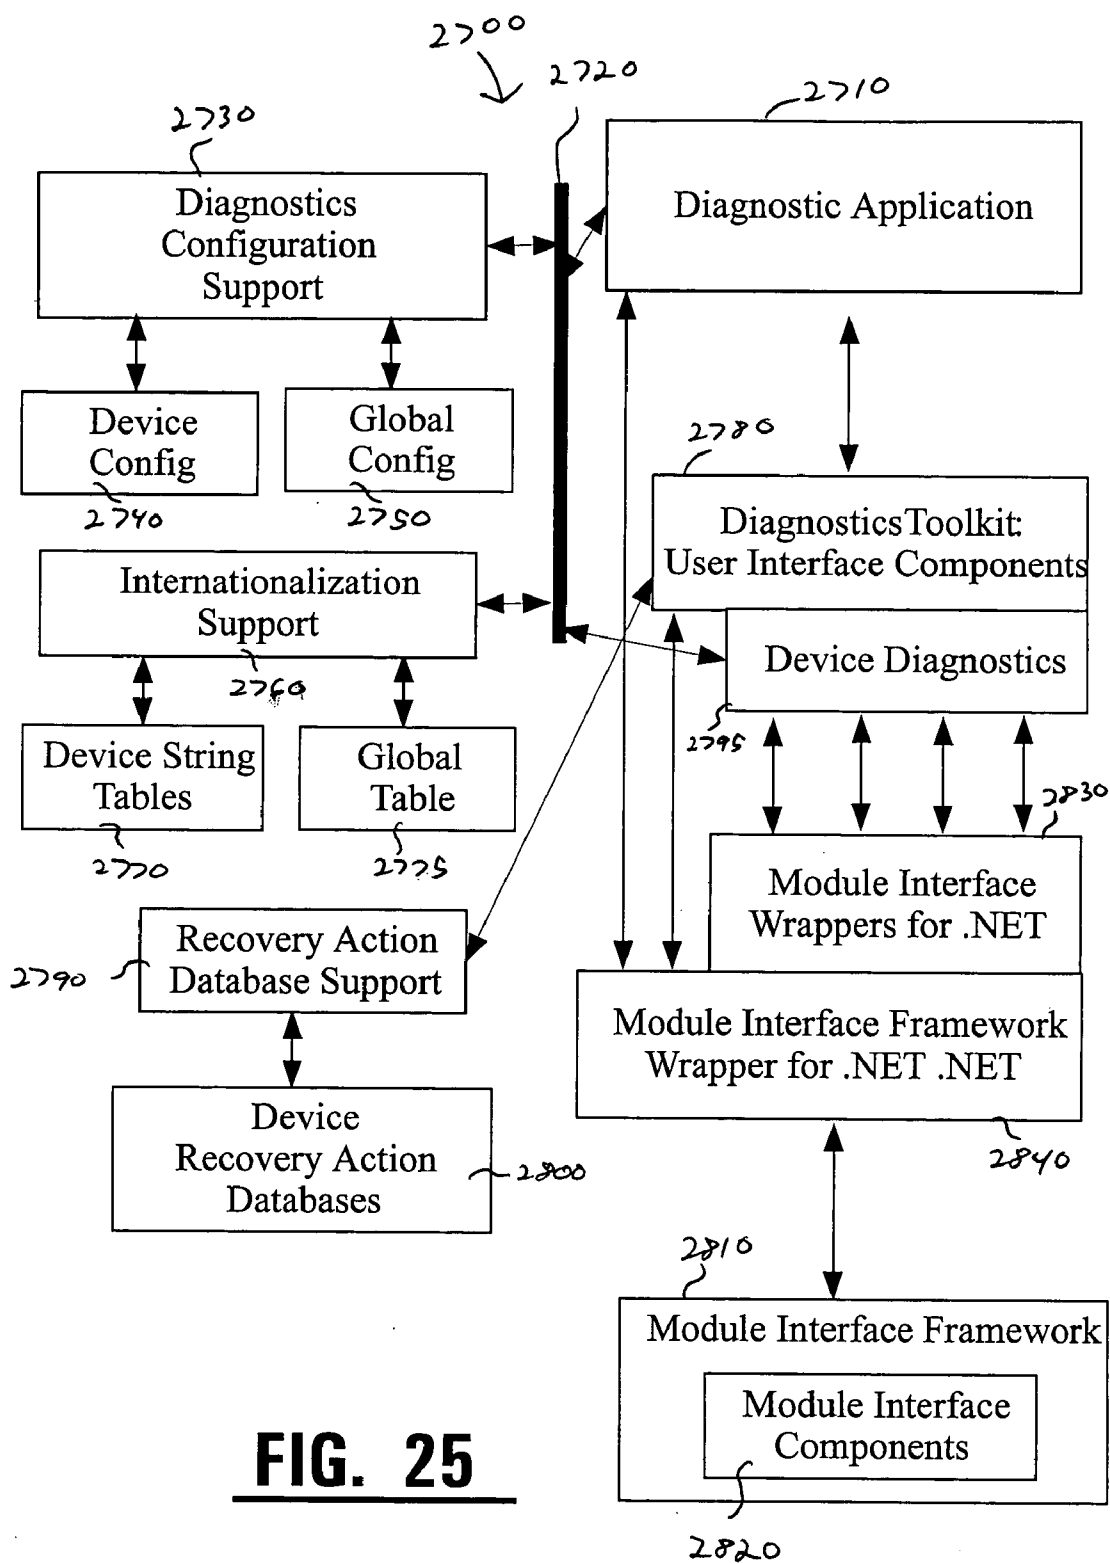 2700
2720
2710
2730
Diagnostics
Configuration
Support
Diagnostic Application
Device
Config
2740
Global
Config
2750
2780
DiagnosticsToolkit:
User Interface Components
Internationalization
Support
2760
Device Diagnostics
2795
Device String
Tables
2770
Global
Table
2775
2830
Module Interface
Wrappers for .NET
Recovery Action
Database Support
2790
Module Interface Framework
Wrapper for .NET .NET
2840
Device
Recovery Action
Databases
2800
2810
Module Interface Framework
Module Interface
Components
2820
FIG. 25